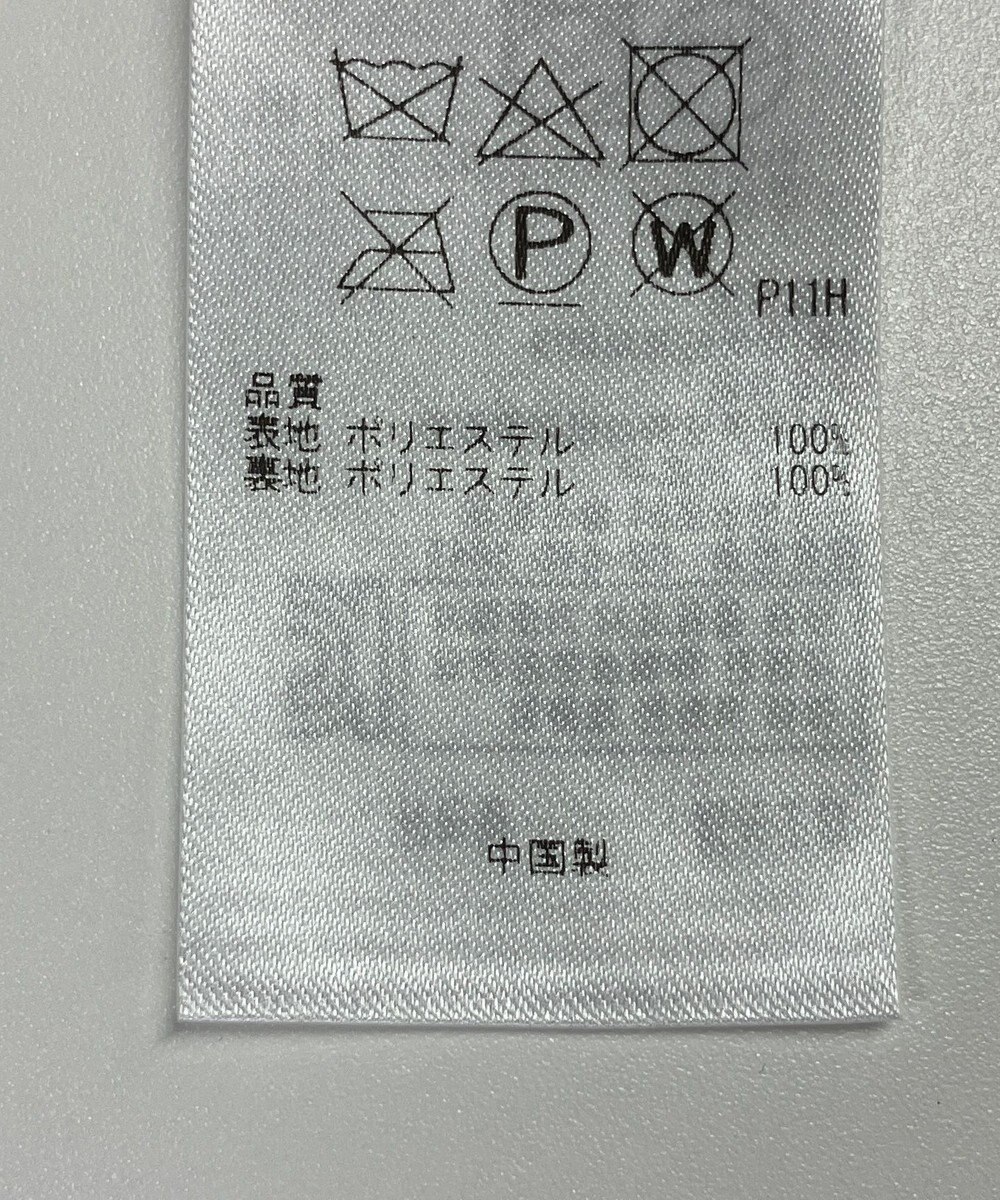 P W
P11H
品質
表地 ポリエステル 100%
裏地 ポリエステル 100%
中国製